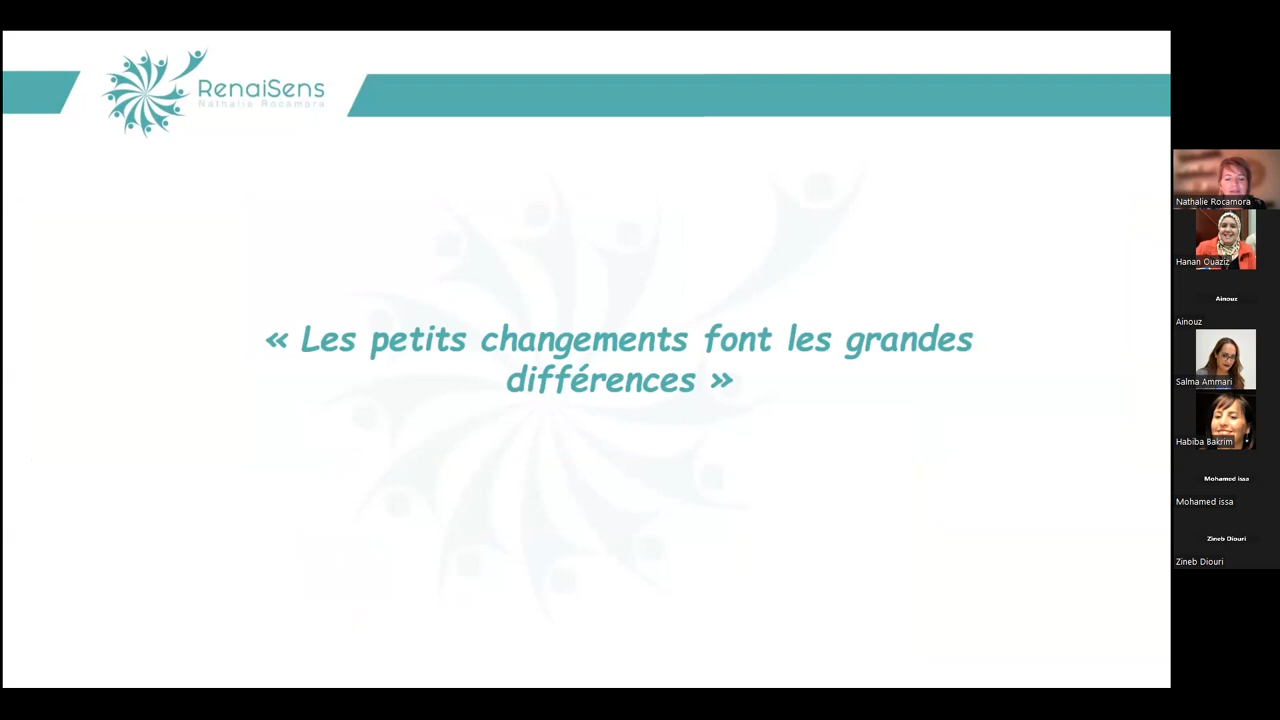 RenaiSens
Nathalie Rocamora
« Les petits changements font les grandes
différences »
Nathalie Rocamora
Hanan Ouaziz
Ainouz
Ainouz
Salma Ammari
Habiba Bakrim
Mohamed issa
Mohamed issa
Zineb Diouri
Zineb Diouri